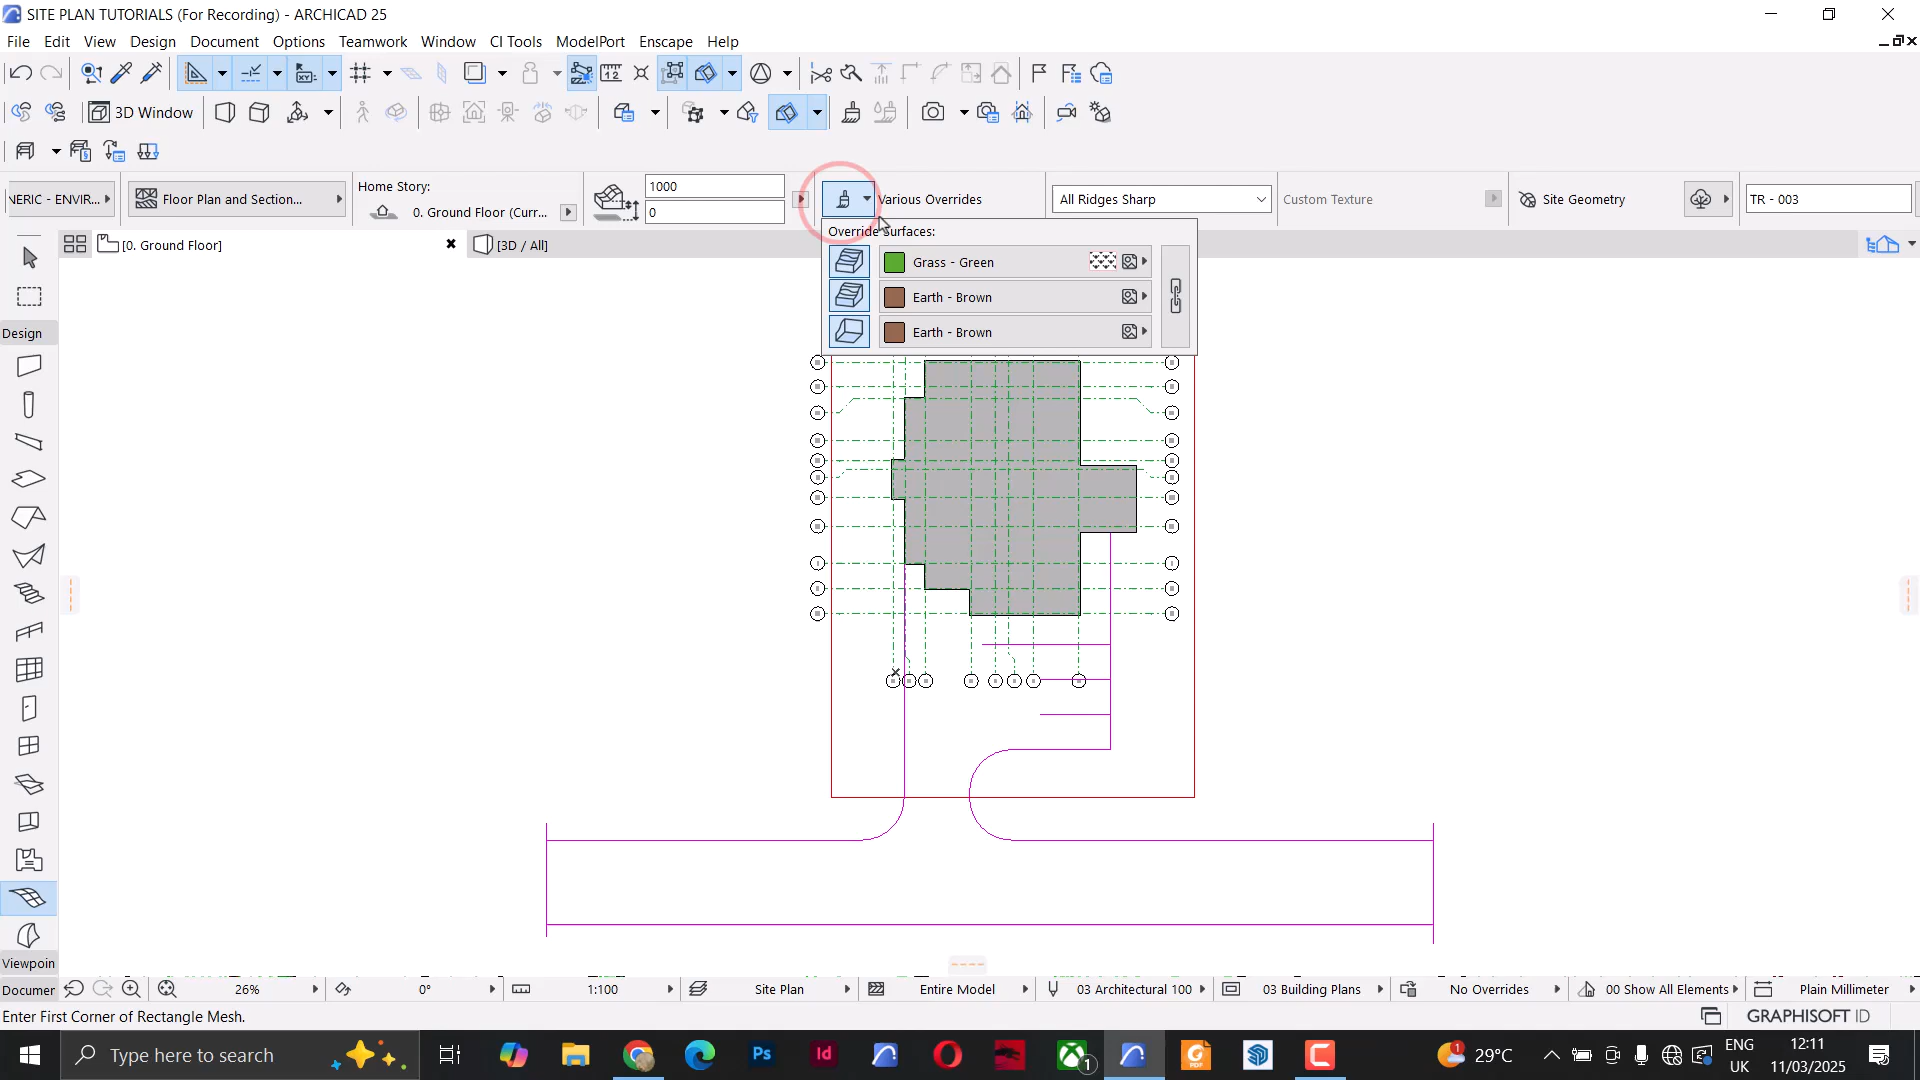 SITE PLAN TUTORIALS (For Recording) - ARCHICAD 25
File Edit View Design Document Options Teamwork Window CI Tools ModelPort Enscape Help
3D Window
NERIC - ENVIR...
Floor Plan and Section...
Home Story:
0. Ground Floor (Curr...
1000
0
Various Overrides
All Ridges Sharp
Custom Texture
Site Geometry
TR - 003
[0. Ground Floor]
[3D / All]
Override Surfaces:
Grass - Green
Earth - Brown
Earth - Brown
Design
Viewpoin
Documer
26%
0°
1:100
Site Plan
Entire Model
03 Architectural 100
03 Building Plans
No Overrides
00 Show All Elements
Plain Millimeter
Enter First Corner of Rectangle Mesh.
GRAPHISOFT ID
Type here to search
Ps
Id
1
1
29°C
ENG
UK
12:11
11/03/2025